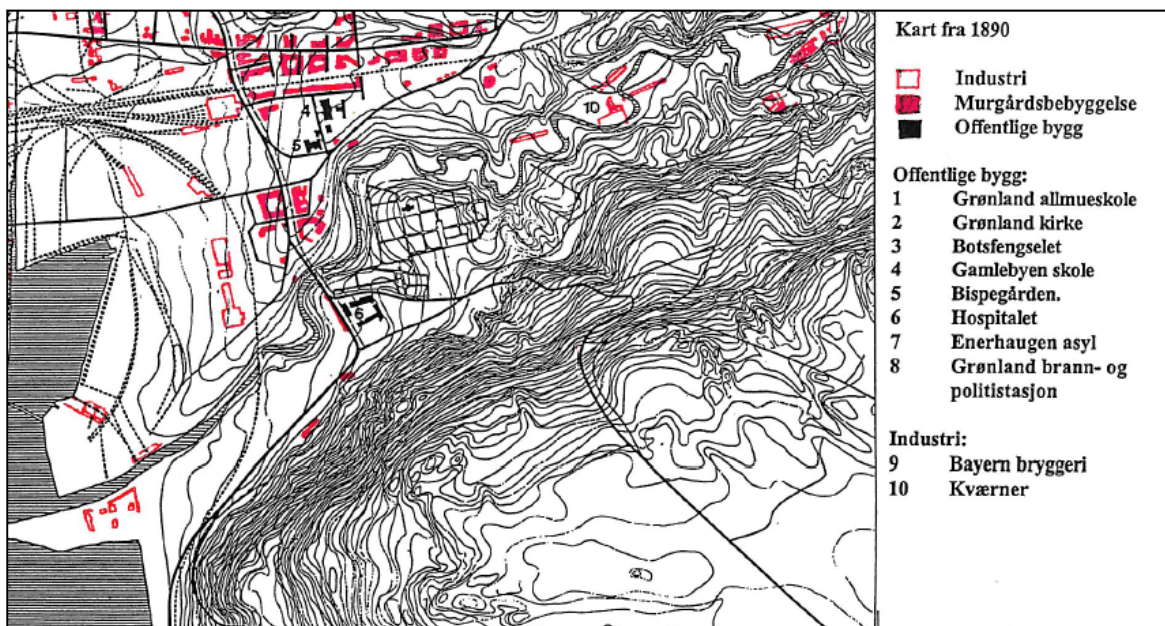 Kart fra 1890
Industri
Murgårdsbebyggelse
Offentlige bygg
Offentlige bygg:
1 Grønland allmueskole
2 Grønland kirke
3 Botsfengselet
4 Gamlebyen skole
5 Bispegården.
6 Hospitalet
7 Enerhaugen asyl
8 Grønland brann- og
politistasjon
Industri:
9 Bayern bryggeri
10 Kværner
4
10
5
6